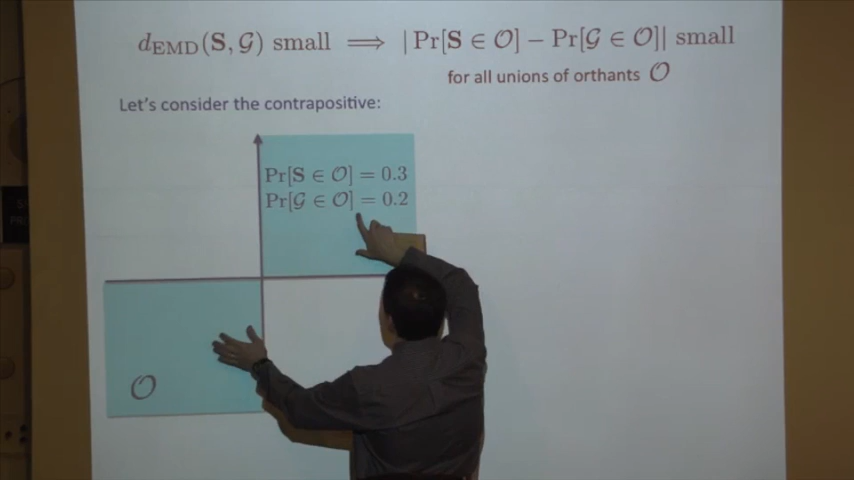 d_EMD(S, 𝒢) small ⟹ | Pr[S ∈ 𝒪] − Pr[𝒢 ∈ 𝒪]| small
for all unions of orthants 𝒪
Let's consider the contrapositive:
Pr[S ∈ 𝒪] = 0.3
Pr[𝒢 ∈ 𝒪] = 0.2
𝒪